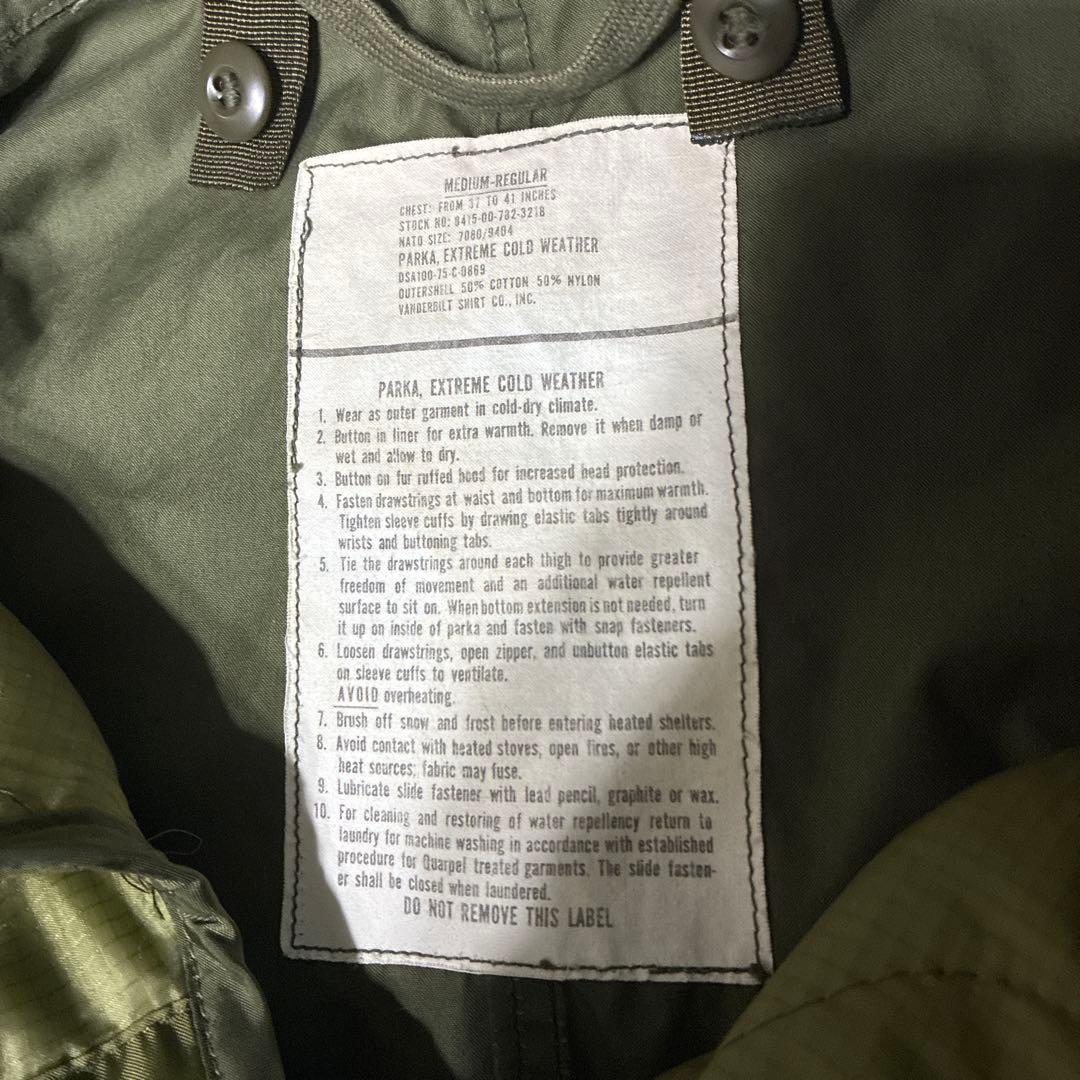 MEDIUM-REGULAR
CHEST: FROM 37 TO 41 INCHES
STOCK NO: 8415-00-782-3218
NATO SIZE: 7080/9404
PARKA, EXTREME COLD WEATHER
DSA100-75-C-0869
OUTERSHELL 50% COTTON 50% NYLON
VANDERBILT SHIRT CO., INC.
PARKA, EXTREME COLD WEATHER
1. Wear as outer garment in cold-dry climate.
2. Button in liner for extra warmth. Remove it when damp or
wet and allow to dry.
3. Button on fur ruffed hood for increased head protection.
4. Fasten drawstrings at waist and bottom for maximum warmth.
Tighten sleeve cuffs by drawing elastic tabs tightly around
wrists and buttoning tabs.
5. Tie the drawstrings around each thigh to provide greater
freedom of movement and an additional water repellent
surface to sit on. When bottom extension is not needed, turn
it up on inside of parka and fasten with snap fasteners.
6. Loosen drawstrings, open zipper, and unbutton elastic tabs
on sleeve cuffs to ventilate.
AVOID overheating.
7. Brush off snow and frost before entering heated shelters.
8. Avoid contact with heated stoves, open fires, or other high
heat sources; fabric may fuse.
9. Lubricate slide fastener with lead pencil, graphite or wax.
10. For cleaning and restoring of water repellency return to
laundry for machine washing in accordance with established
procedure for Quarpel treated garments. The slide fasten-
er shall be closed when laundered.
DO NOT REMOVE THIS LABEL